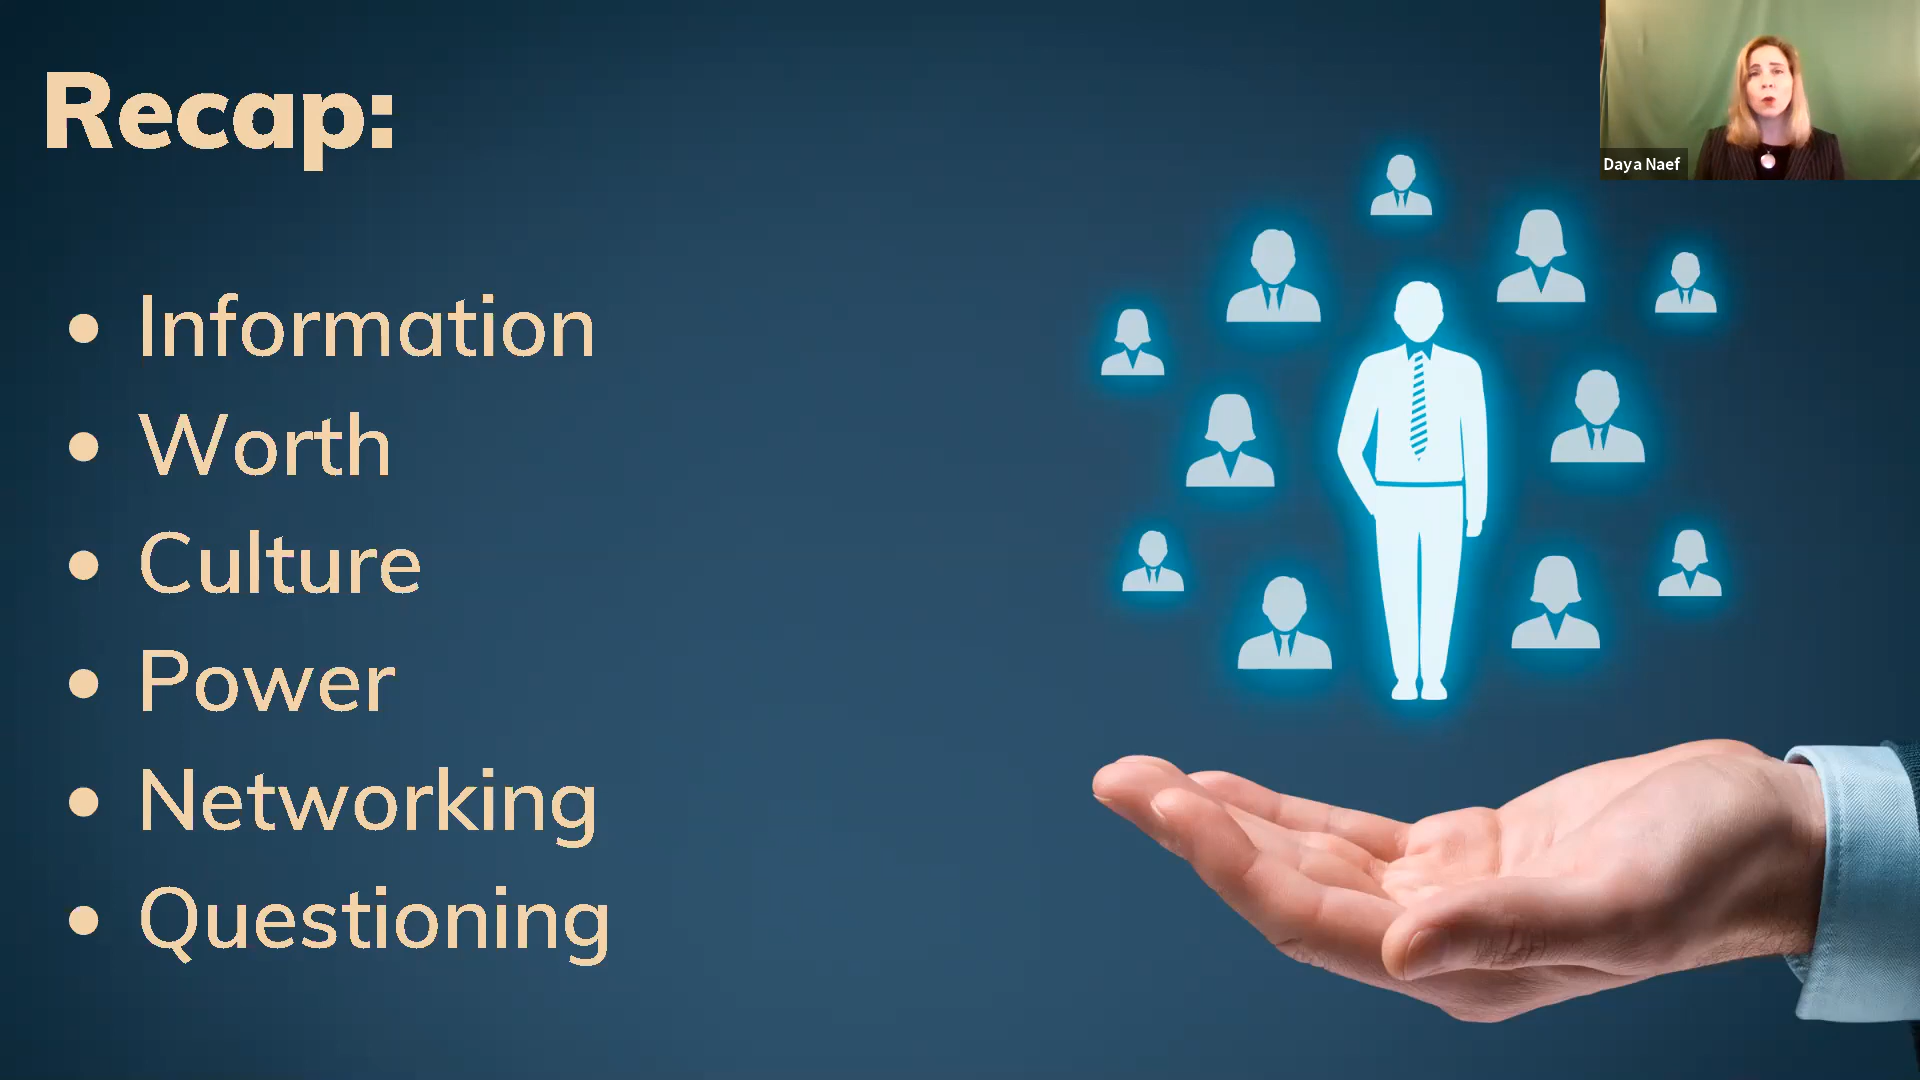 Recap:
Daya Naef
• Information
• Worth
• Culture
• Power
• Networking
• Questioning